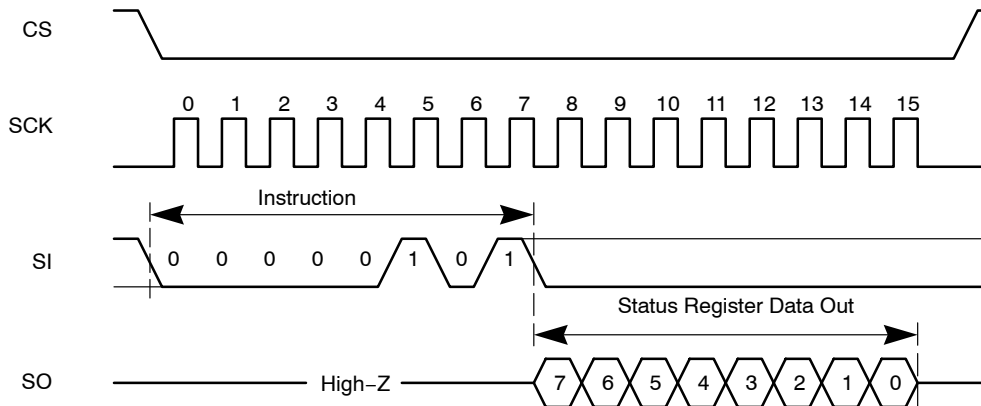 CS
0 1 2 3 4 5 6 7 8 9 10 11 12 13 14 15
SCK
Instruction
SI 0 0 0 0 0 1 0 1
Status Register Data Out
SO High−Z 7 6 5 4 3 2 1 0